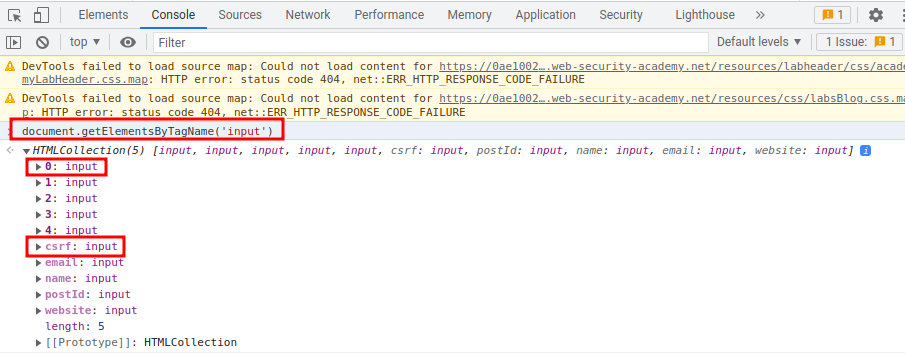 Elements Console Sources Network Performance Memory Application Security Lighthouse » 1
top ▼ Filter Default levels ▼ 1 Issue: 1
DevTools failed to load source map: Could not load content for https://0ae1002….web-security-academy.net/resources/labheader/css/acade
myLabHeader.css.map: HTTP error: status code 404, net::ERR_HTTP_RESPONSE_CODE_FAILURE
DevTools failed to load source map: Could not load content for https://0ae1002….web-security-academy.net/resources/css/labsBlog.css.ma
p: HTTP error: status code 404, net::ERR_HTTP_RESPONSE_CODE_FAILURE
document.getElementsByTagName('input')
HTMLCollection(5) [input, input, input, input, input, csrf: input, postId: input, name: input, email: input, website: input] i
0: input
1: input
2: input
3: input
4: input
csrf: input
email: input
name: input
postId: input
website: input
length: 5
[[Prototype]]: HTMLCollection